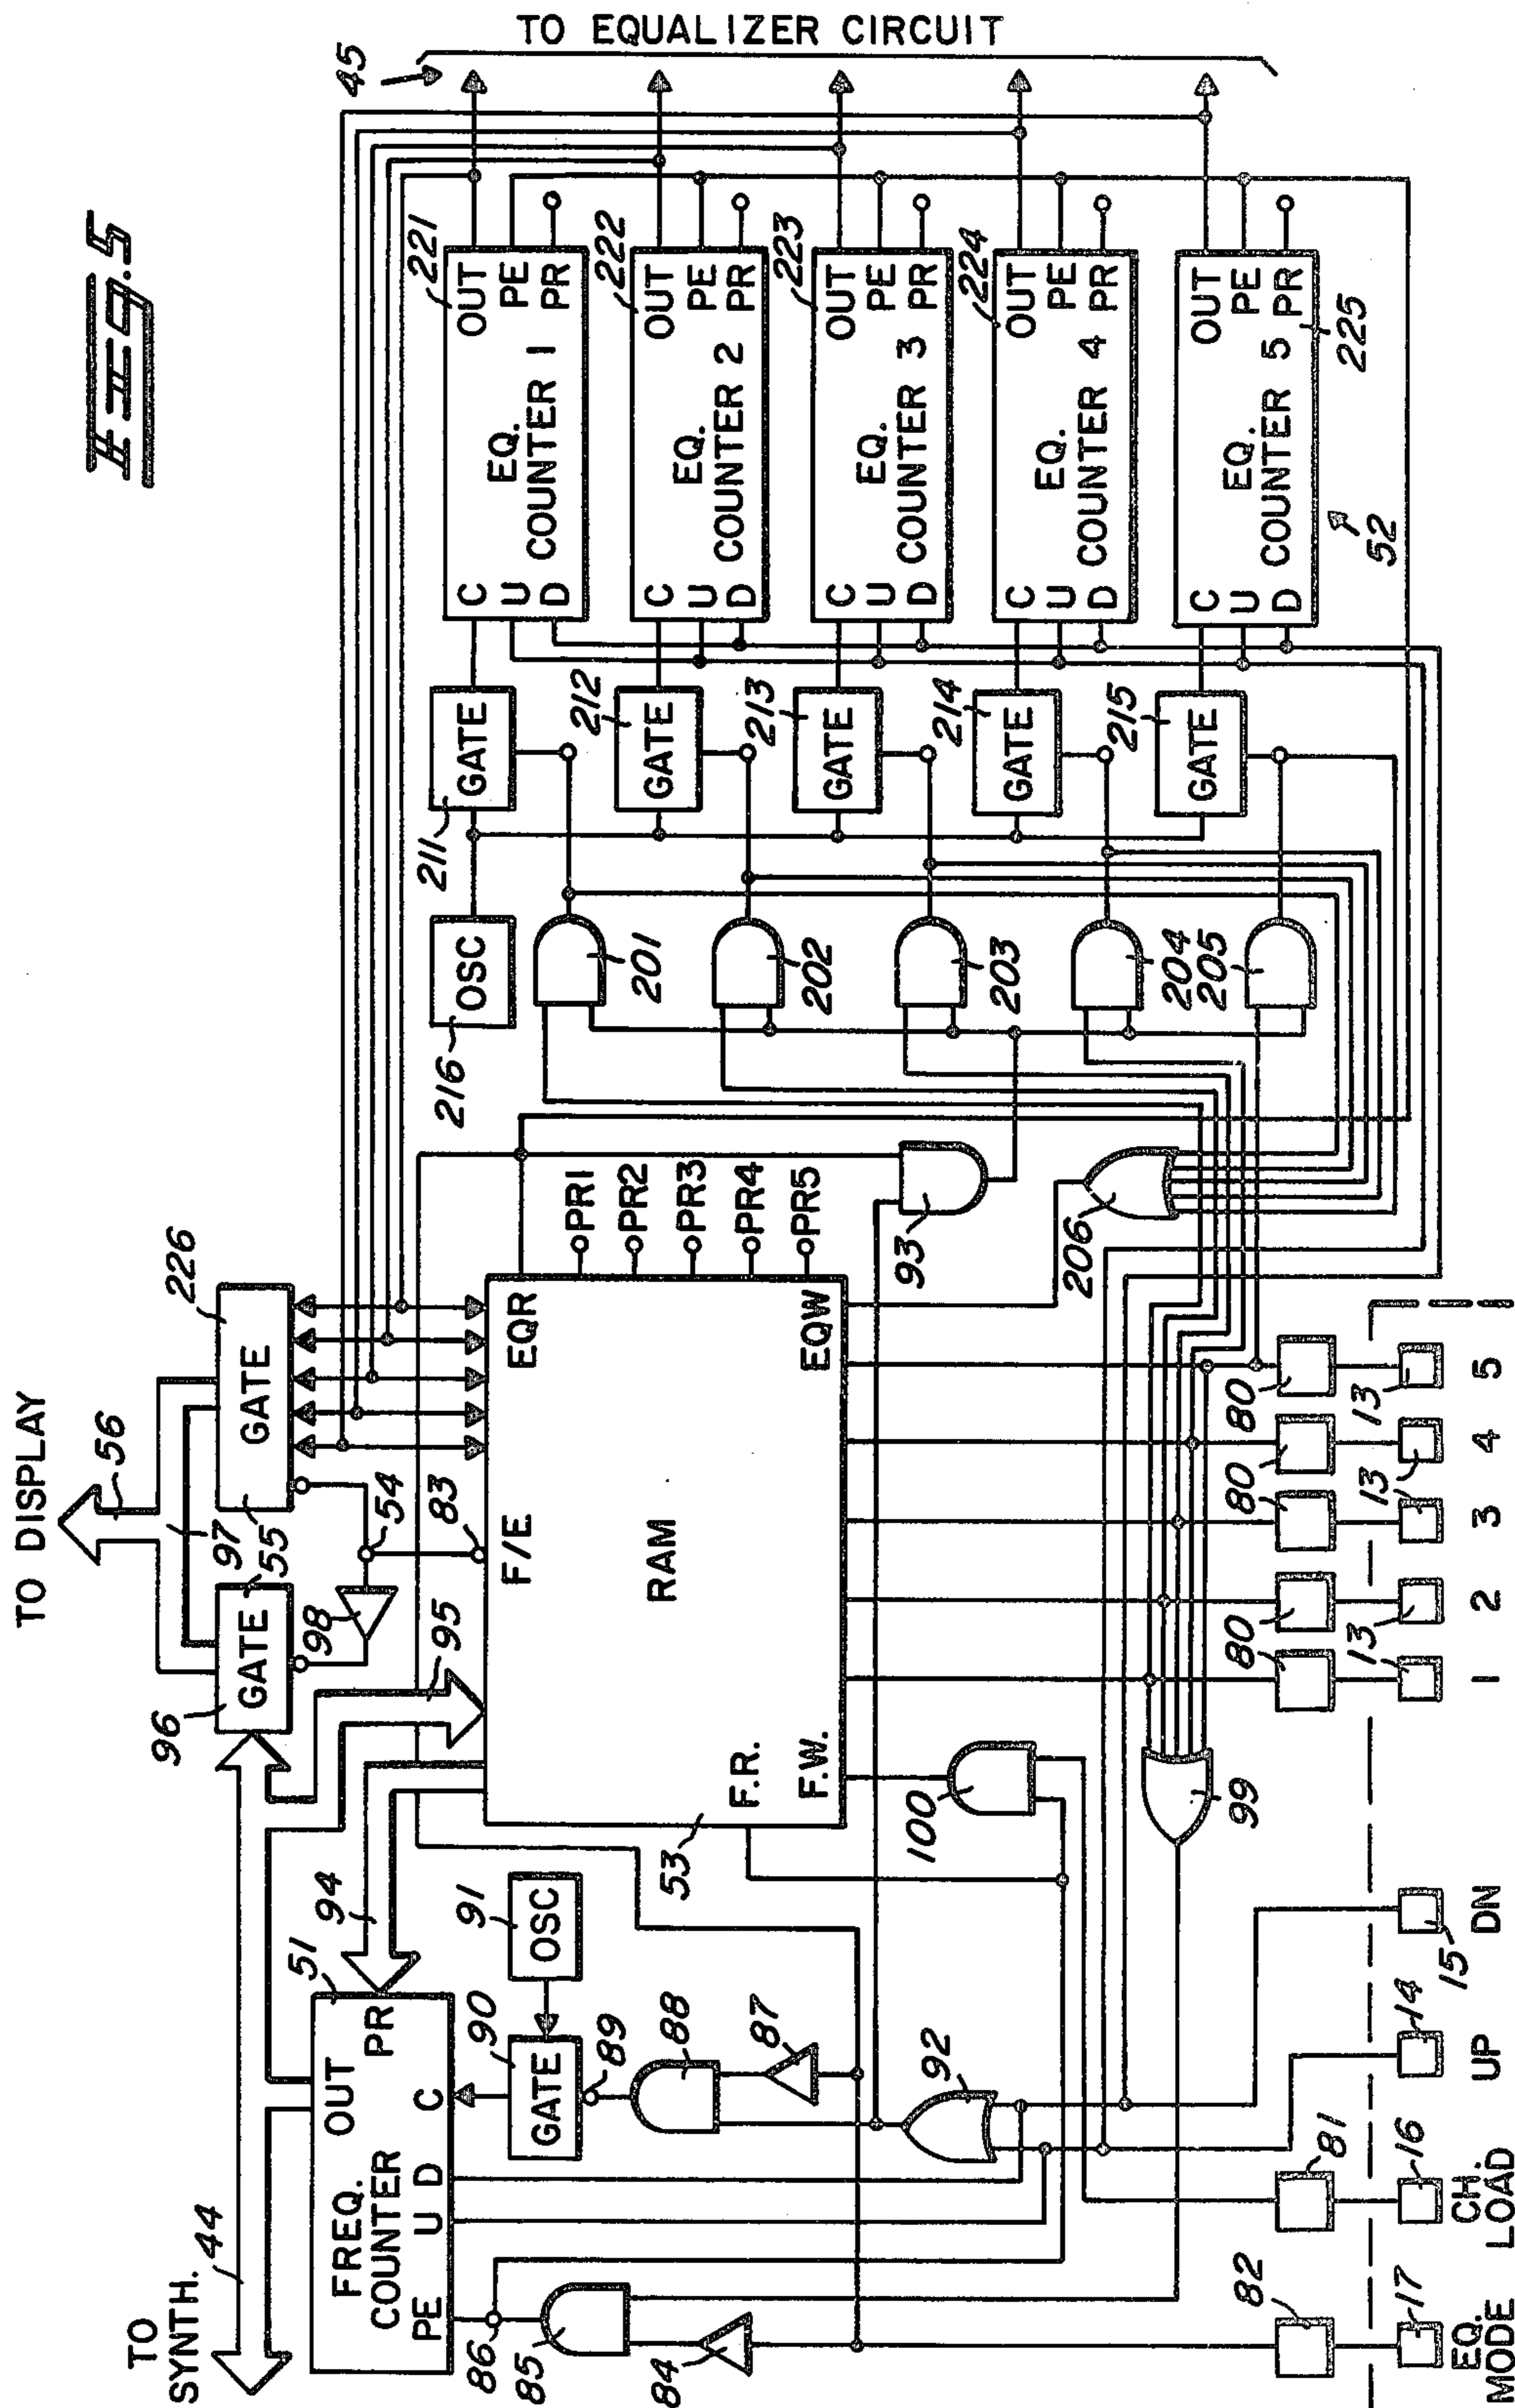 FIG.5
TO EQUALIZER CIRCUIT
45
TO DISPLAY
56
97
55
226
GATE
55
96
GATE
98
54
83
95
TO
SYNTH.
44
94
51
OUT
PR
FREQ.
COUNTER
PE
U
D
C
90
GATE
89
91
OSC
88
87
92
86
85
84
F/E
EQR
RAM
F.R.
F.W.
EQW
53
PR1
PR2
PR3
PR4
PR5
93
206
100
99
216
OSC
211
GATE
212
GATE
213
GATE
214
GATE
215
GATE
201
202
203
204
205
221
C
U
D
EQ.
COUNTER 1
OUT
PE
PR
222
C
U
D
EQ.
COUNTER 2
OUT
PE
PR
223
C
U
D
EQ.
COUNTER 3
OUT
PE
PR
224
C
U
D
EQ.
COUNTER 4
OUT
PE
PR
C
U
D
EQ.
COUNTER 5
OUT
PE
PR
225
52
82
81
80
80
80
80
80
17
16
14
15
13
13
13
13
EQ.
MODE
CH.
LOAD
UP
DN
1
2
3
4
5